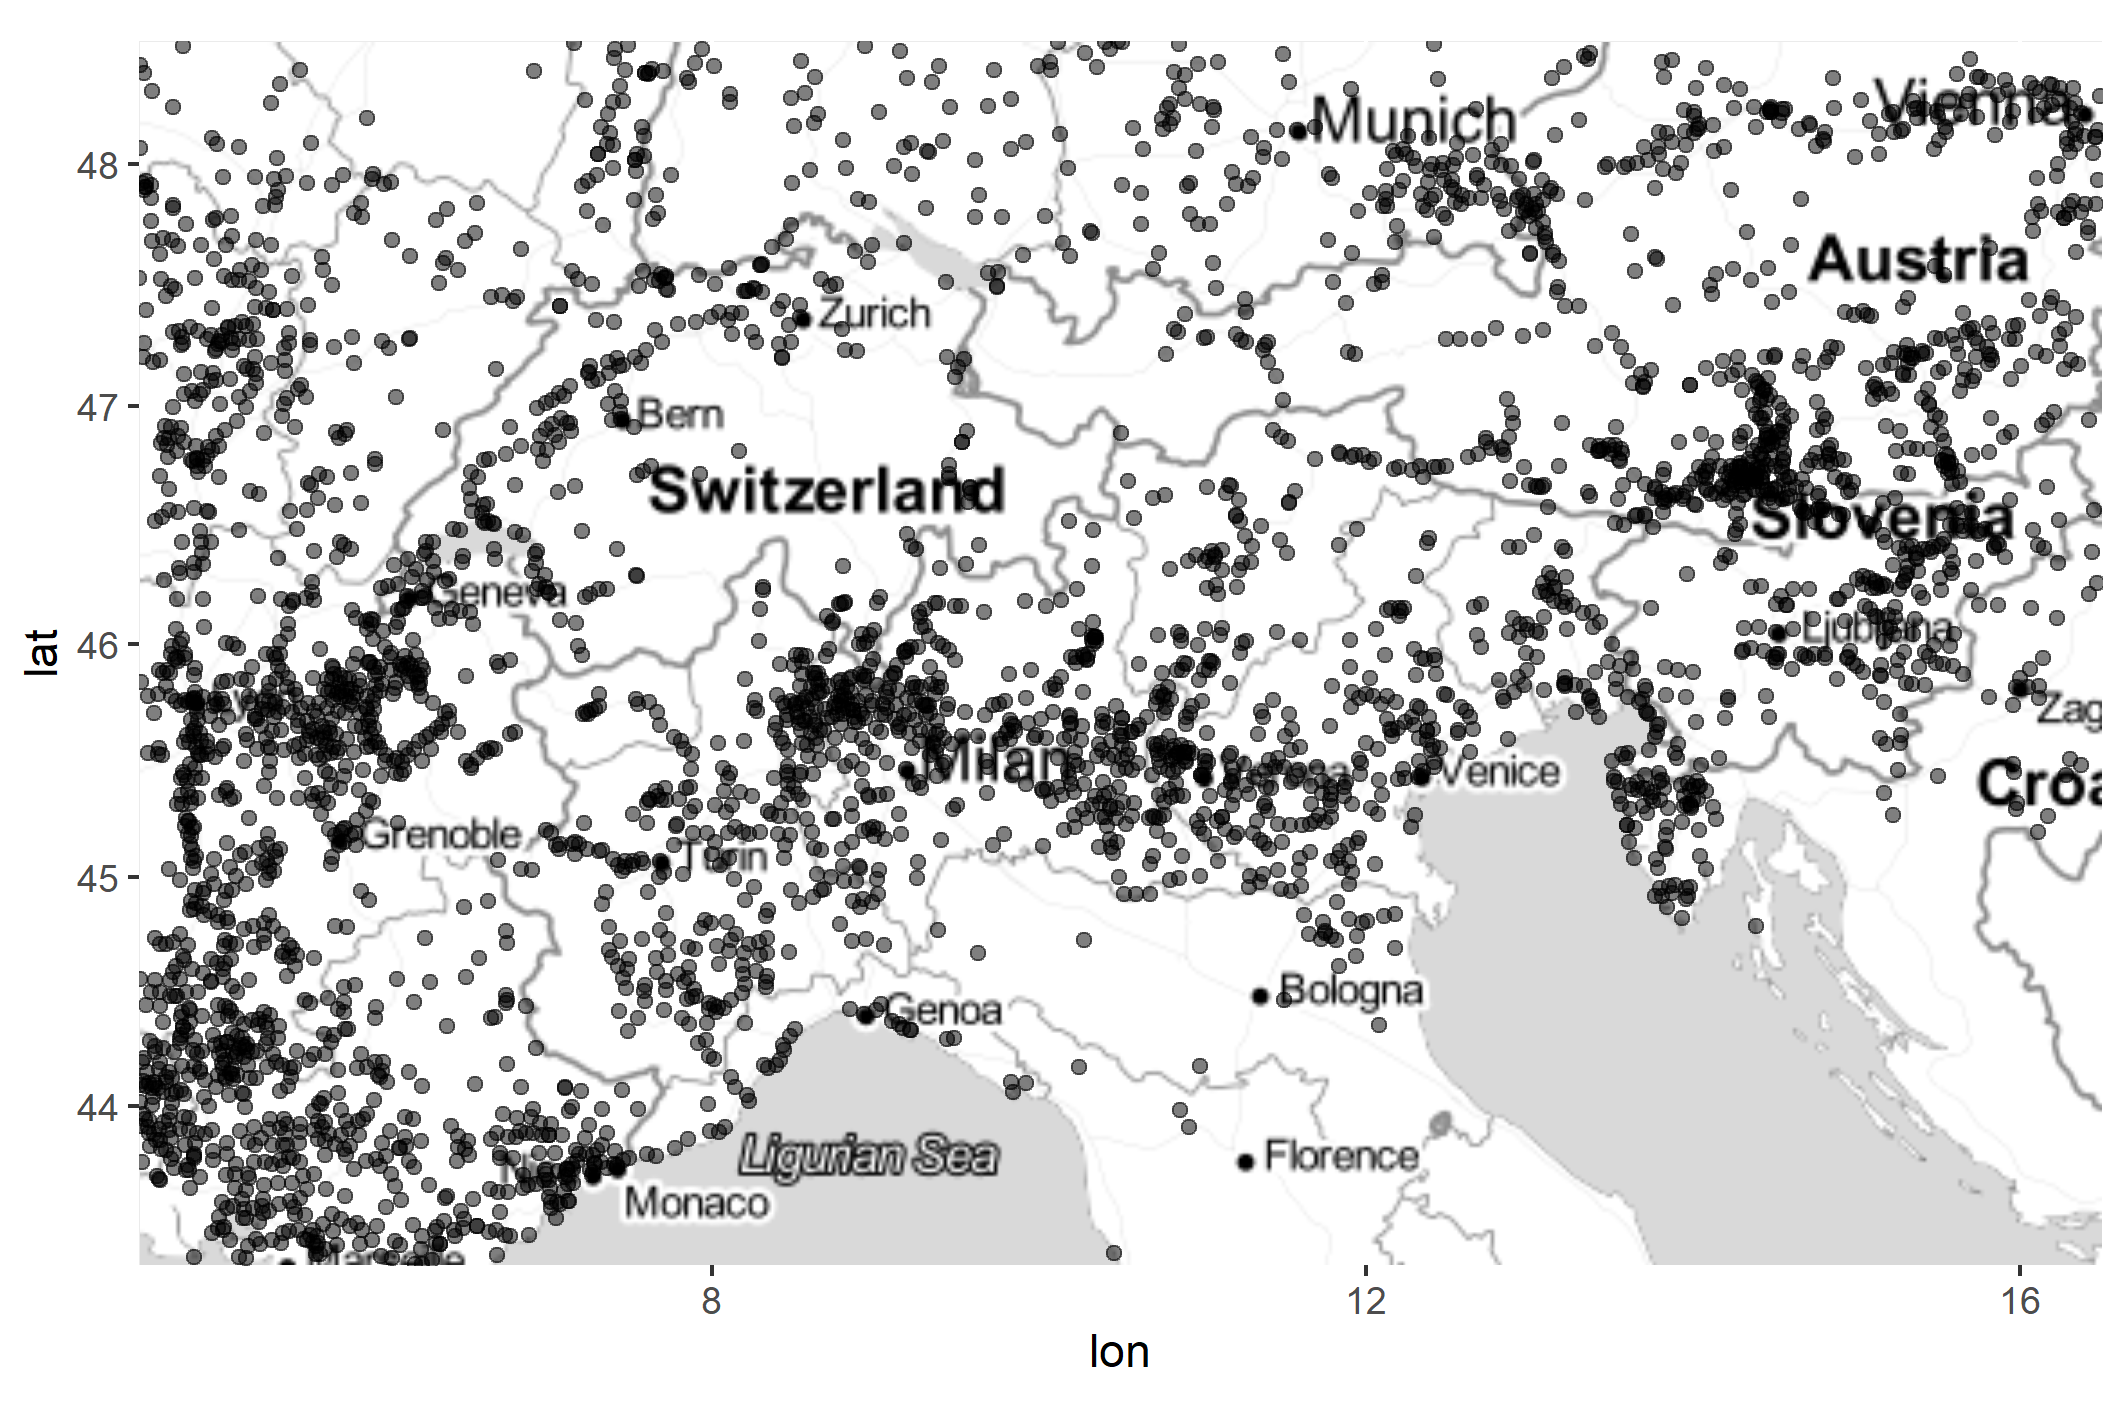 Munich
Vienna
48
Austria
Zurich
47
Bern
Switzerland
Slovenia
Geneva
46
Ljubljana
lat
Zag
Milan
Venice
Croa
Grenoble
Turin
45
Bologna
Genoa
44
Ligurian Sea
Florence
Monaco
8
12
16
lon